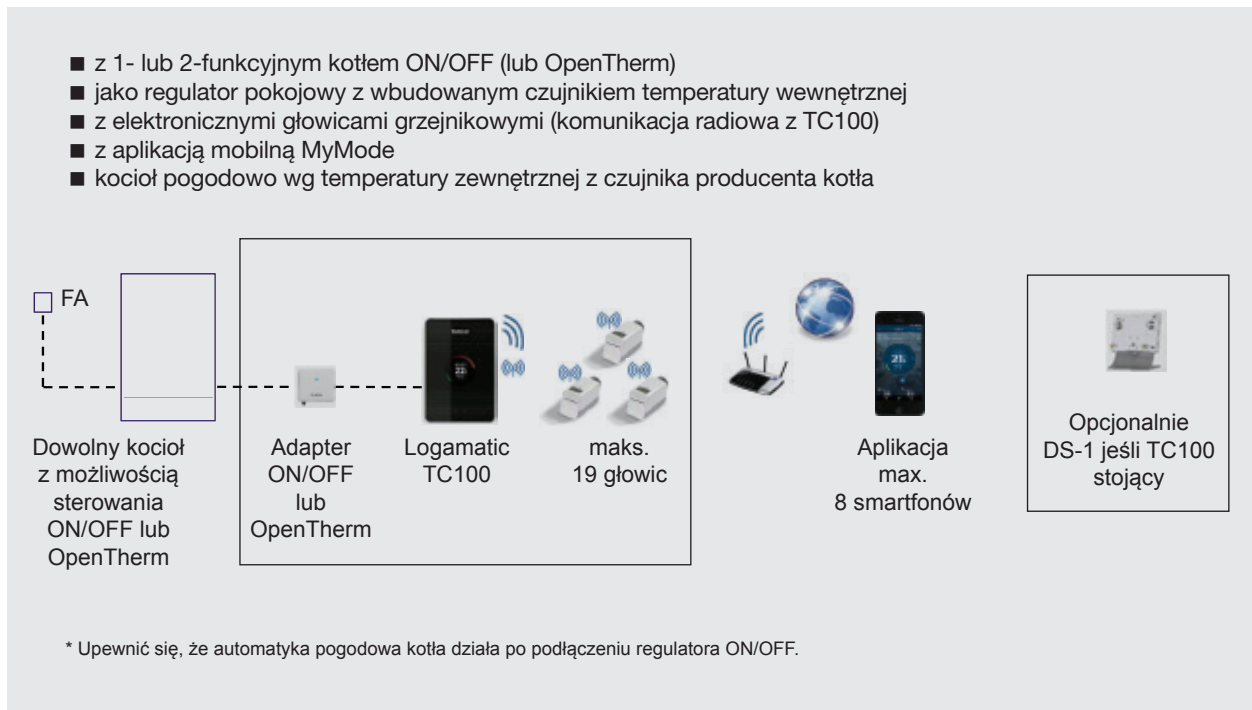 ■ z 1- lub 2-funkcyjnym kotłem ON/OFF (lub OpenTherm)
■ jako regulator pokojowy z wbudowanym czujnikiem temperatury wewnętrznej
■ z elektronicznymi głowicami grzejnikowymi (komunikacja radiowa z TC100)
■ z aplikacją mobilną MyMode
■ kocioł pogodowo wg temperatury zewnętrznej z czujnika producenta kotła
FA
Dowolny kocioł
z możliwością
sterowania
ON/OFF lub
OpenTherm
Adapter
ON/OFF
lub
OpenTherm
Logamatic
TC100
maks.
19 głowic
Aplikacja
max.
8 smartfonów
Opcjonalnie
DS-1 jeśli TC100
stojący
* Upewnić się, że automatyka pogodowa kotła działa po podłączeniu regulatora ON/OFF.